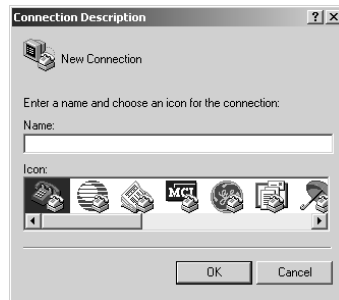 Connection Description
New Connection
Enter a name and choose an icon for the connection:
Name:
Icon:
MCI
OK
Cancel